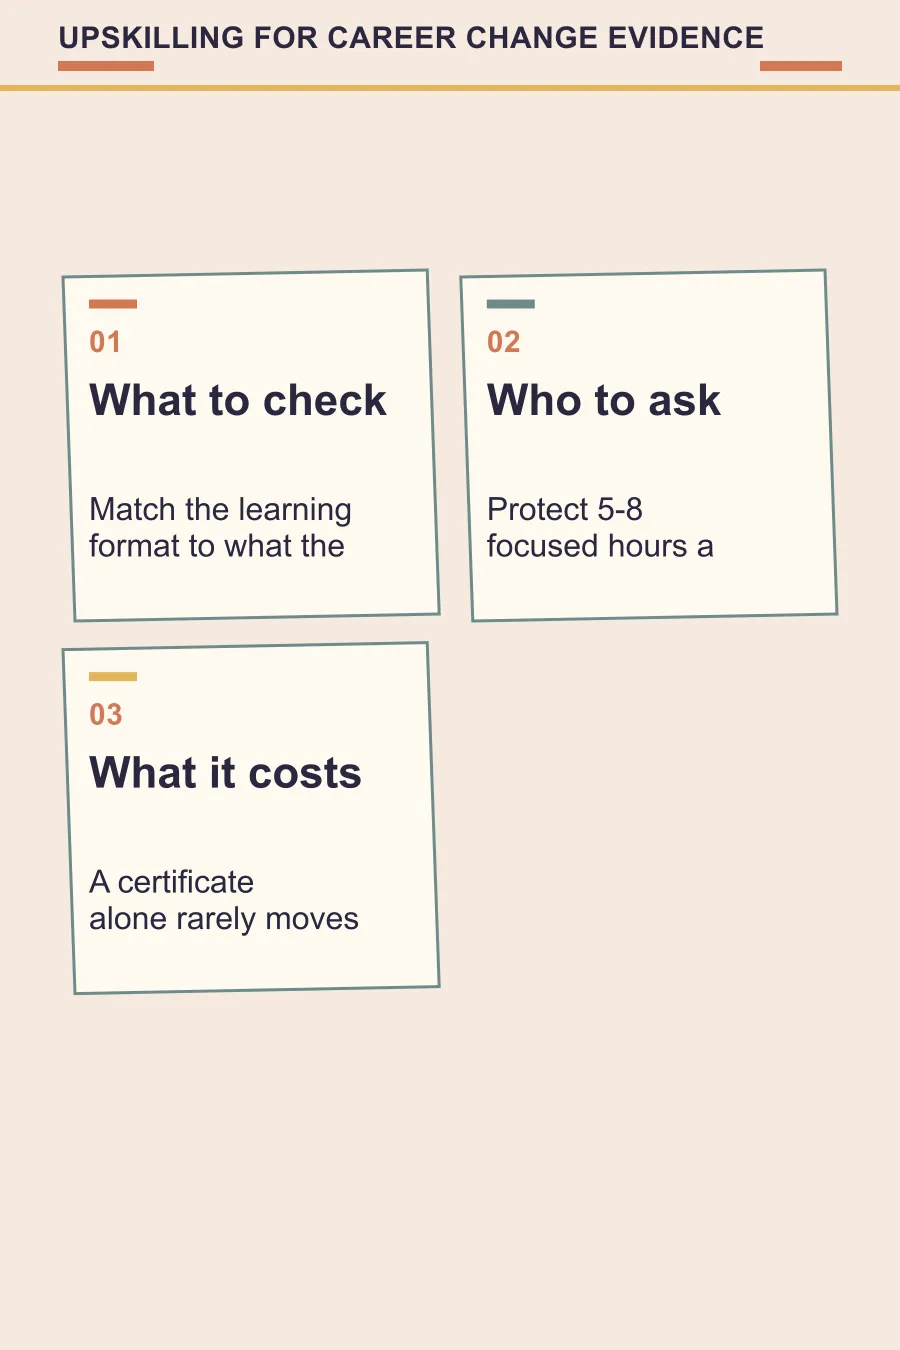 UPSKILLING FOR CAREER CHANGE EVIDENCE
01
What to check
Match the learning
format to what the
02
Who to ask
Protect 5-8
focused hours a
03
What it costs
A certificate
alone rarely moves